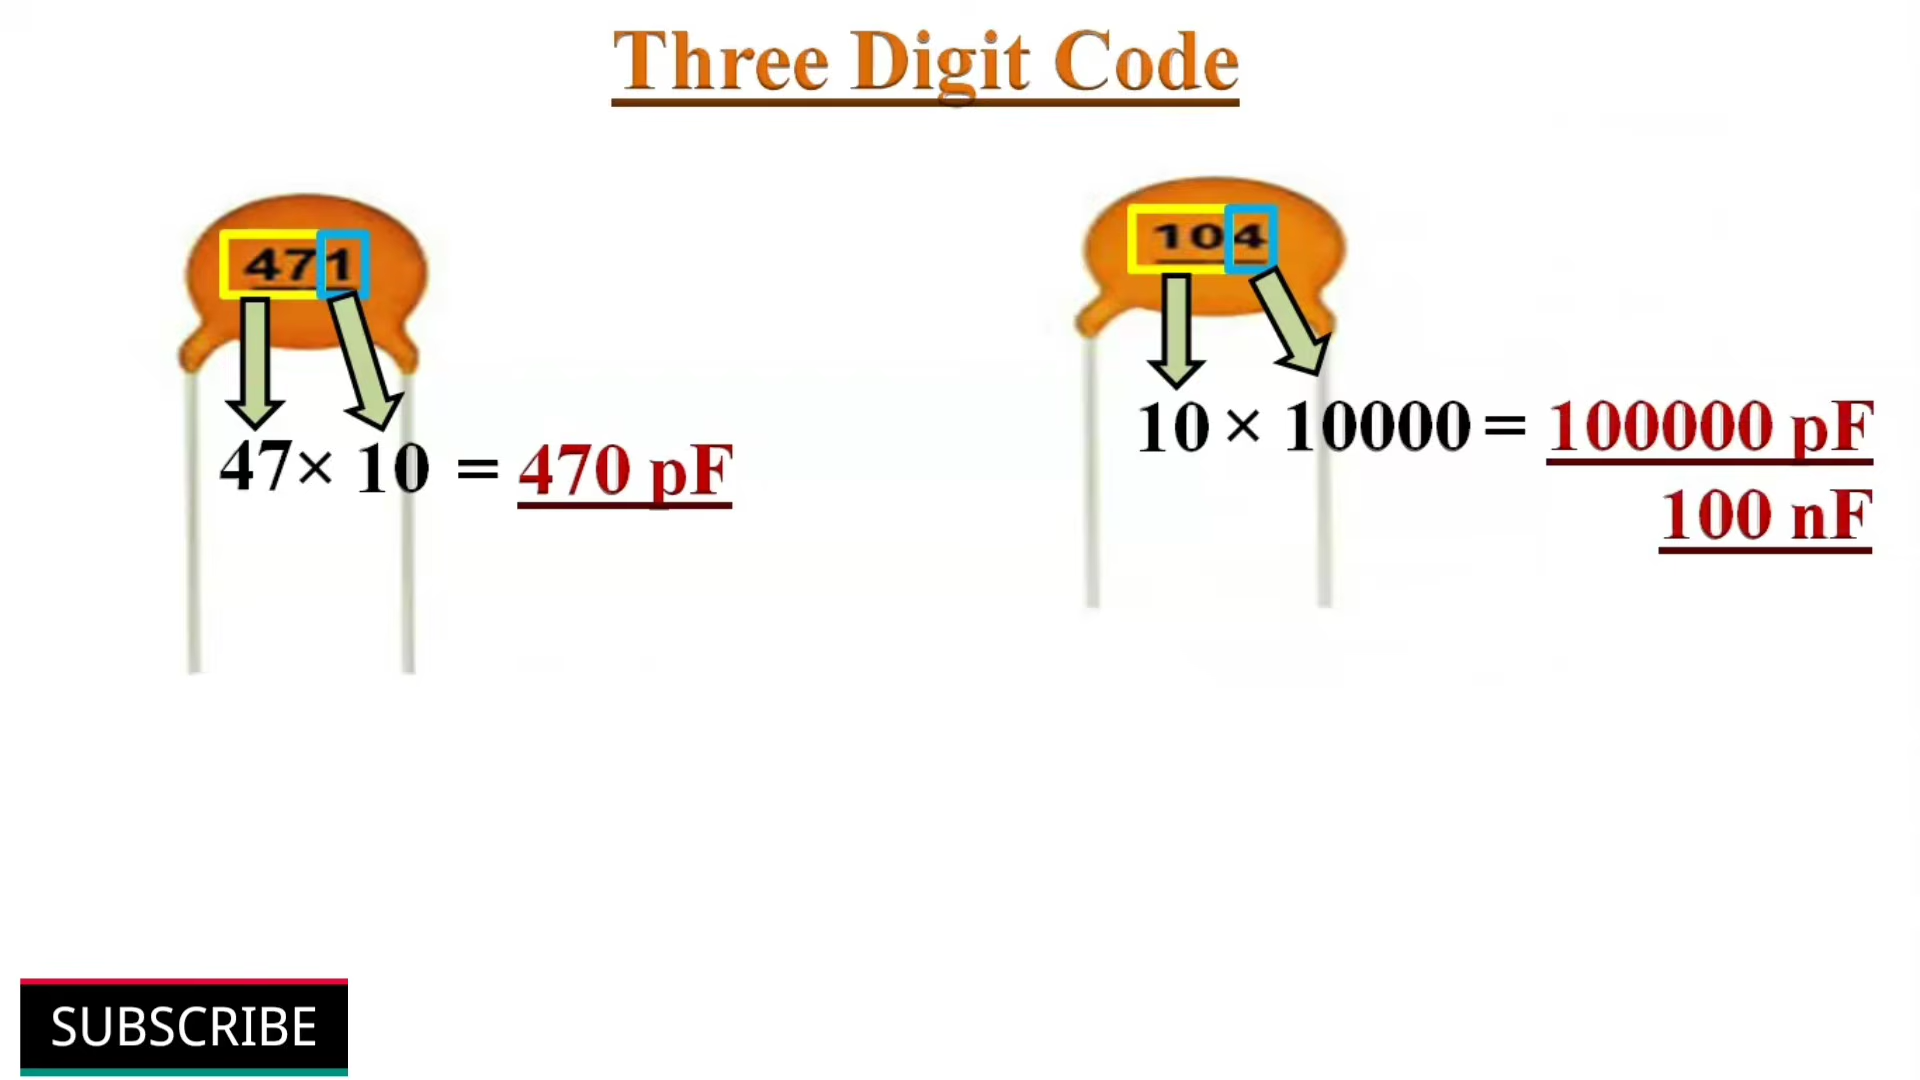 Three Digit Code
471
47× 10 = 470 pF
104
10 × 10000 = 100000 pF
100 nF
SUBSCRIBE